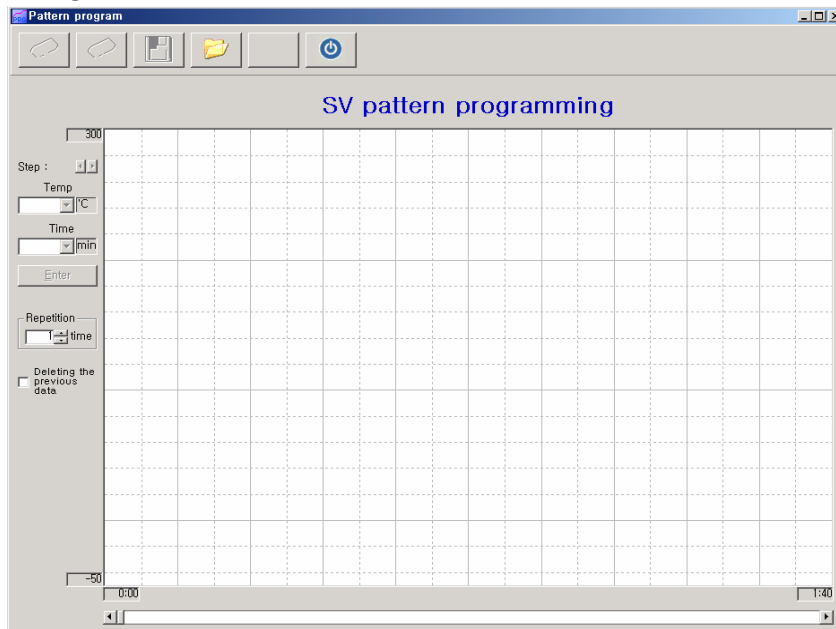 Pattern program
SV pattern programming
300
Step :
Temp
℃
Time
min
Enter
Repetition
1 time
Deleting the
previous
data
-50
0:00
1:40